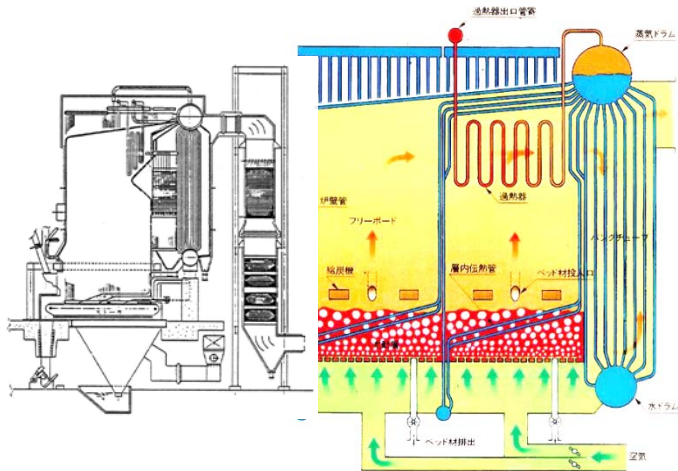 過熱器出口管寄
蒸気ドラム
過熱器
炉壁管
フリーボード
バンクチューブ
給炭機
層内伝熱管
ベッド材投入口
流動層
水ドラム
ベッド材排出
空気